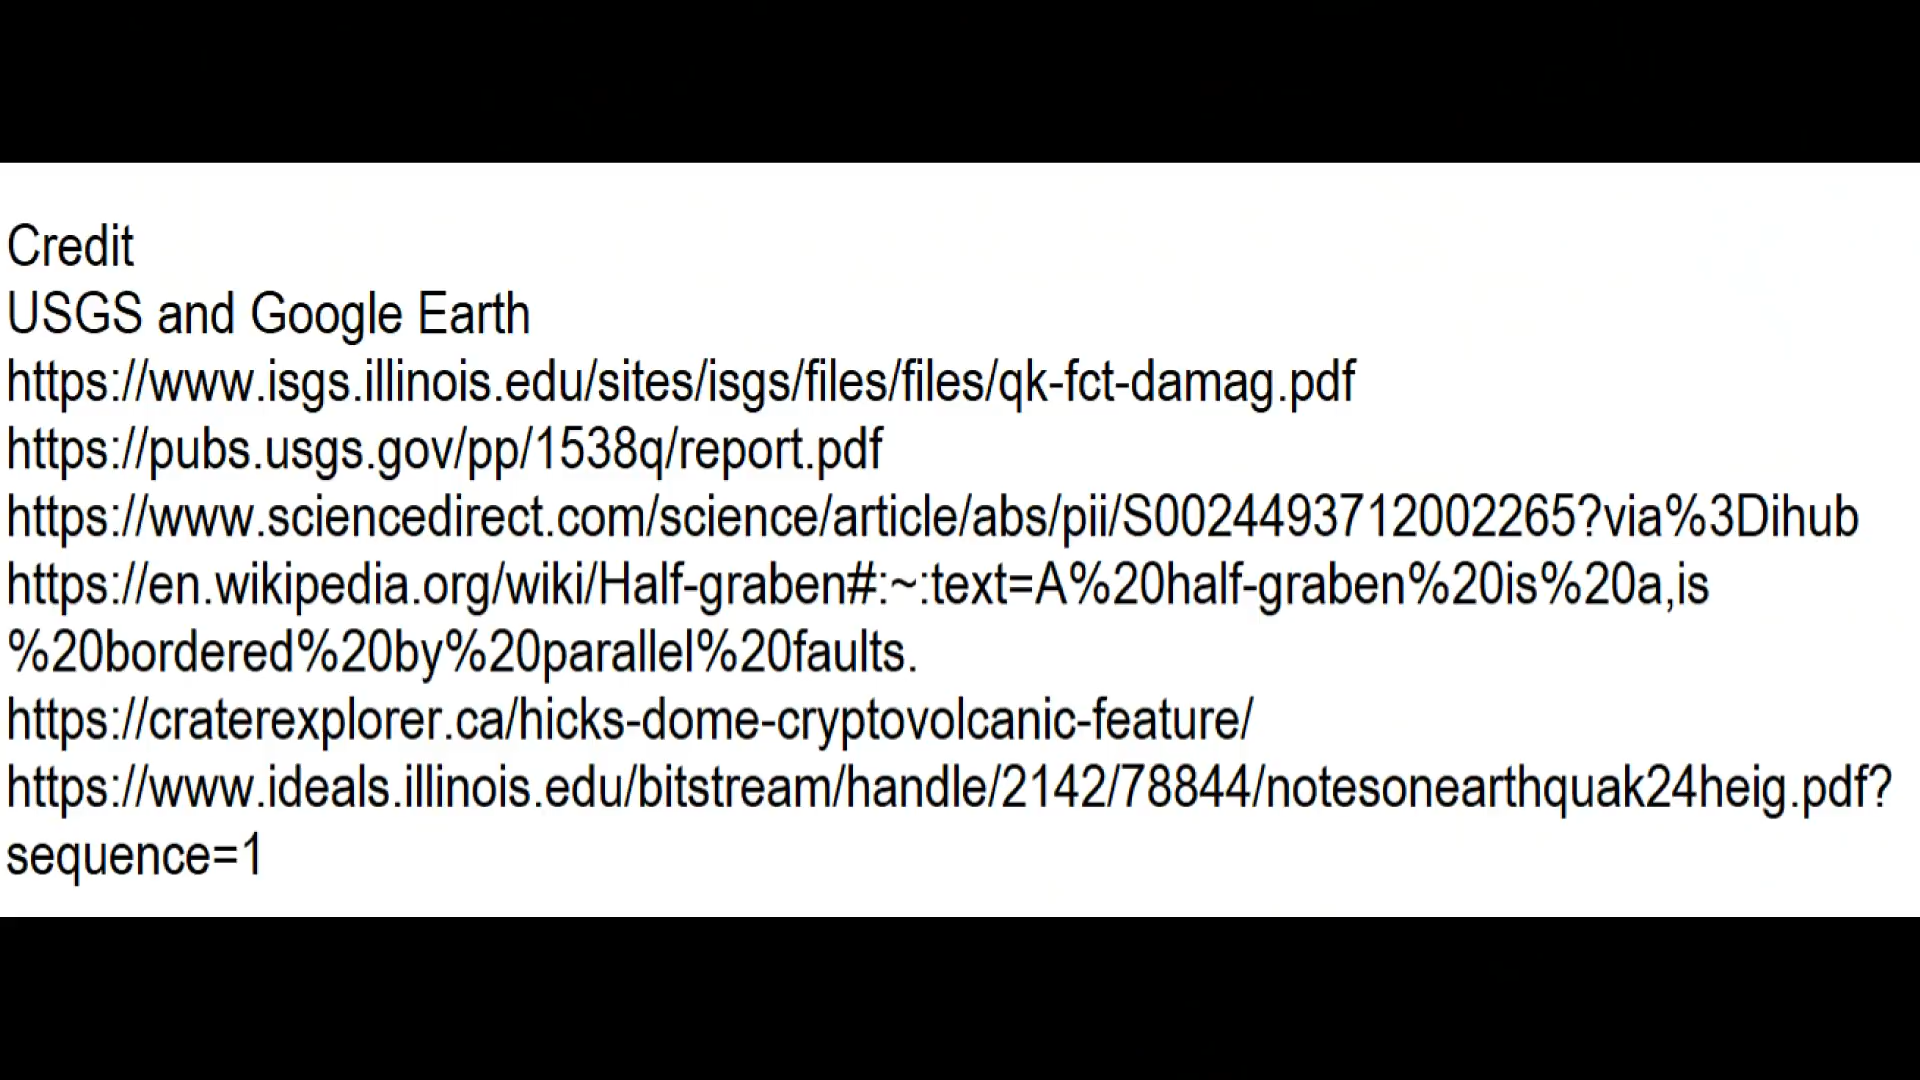 Credit
USGS and Google Earth
https://www.isgs.illinois.edu/sites/isgs/files/files/qk-fct-damag.pdf
https://pubs.usgs.gov/pp/1538q/report.pdf
https://www.sciencedirect.com/science/article/abs/pii/S0024493712002265?via%3Dihub
https://en.wikipedia.org/wiki/Half-graben#:~:text=A%20half-graben%20is%20a,is
%20bordered%20by%20parallel%20faults.
https://craterexplorer.ca/hicks-dome-cryptovolcanic-feature/
https://www.ideals.illinois.edu/bitstream/handle/2142/78844/notesonearthquak24heig.pdf?
sequence=1